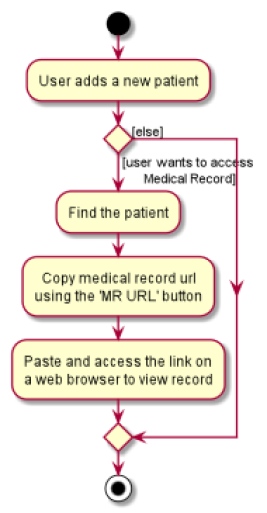 User adds a new patient
[else]
[user wants to access
Medical Record]
Find the patient
Copy medical record url
using the 'MR URL' button
Paste and access the link on
a web browser to view record